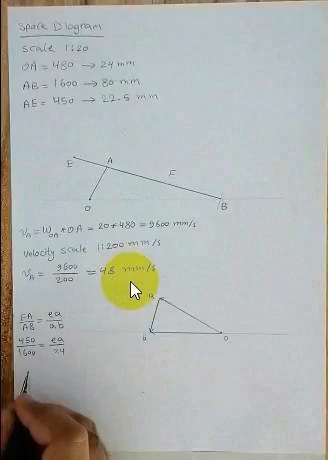 Space Diagram
Scale 1:20
OA = 480 → 24 mm
AB = 1600 → 80 mm
AE = 450 → 22.5 mm
E
A
F
O
B
VA = WOA * OA = 20 * 480 = 9600 mm/s
Velocity Scale 1:200 mm/s
VA = 9600/200 = 48 mm/s
a
b
o
EA/AB = ea/ab
450/1600 = ea/24